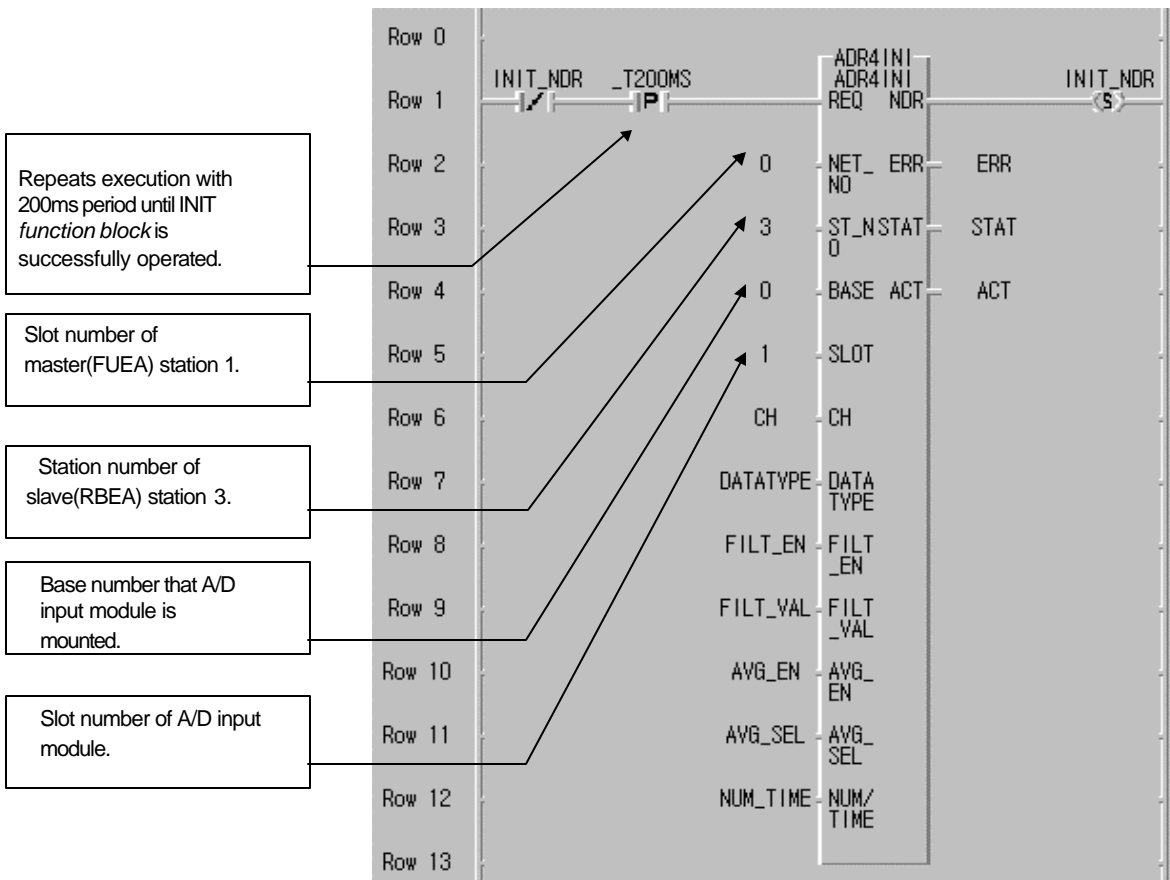 Repeats execution with
200ms period until INIT
function block is
successfully operated.
Slot number of
master(FUEA) station 1.
Station number of
slave(RBEA) station 3.
Base number that A/D
input module is
mounted.
Slot number of A/D input
module.
Row 0
ADR4INI
INIT_NDR _T200MS ADR4INI INIT_NDR
Row 1 P REQ NDR S
Row 2 0 NET_ ERR ERR
NO
Row 3 3 ST_N STAT STAT
O
Row 4 0 BASE ACT ACT
Row 5 1 SLOT
Row 6 CH CH
Row 7 DATATYPE DATA
TYPE
Row 8 FILT_EN FILT
_EN
Row 9 FILT_VAL FILT
_VAL
Row 10 AVG_EN AVG_
EN
Row 11 AVG_SEL AVG_
SEL
Row 12 NUM_TIME NUM/
TIME
Row 13